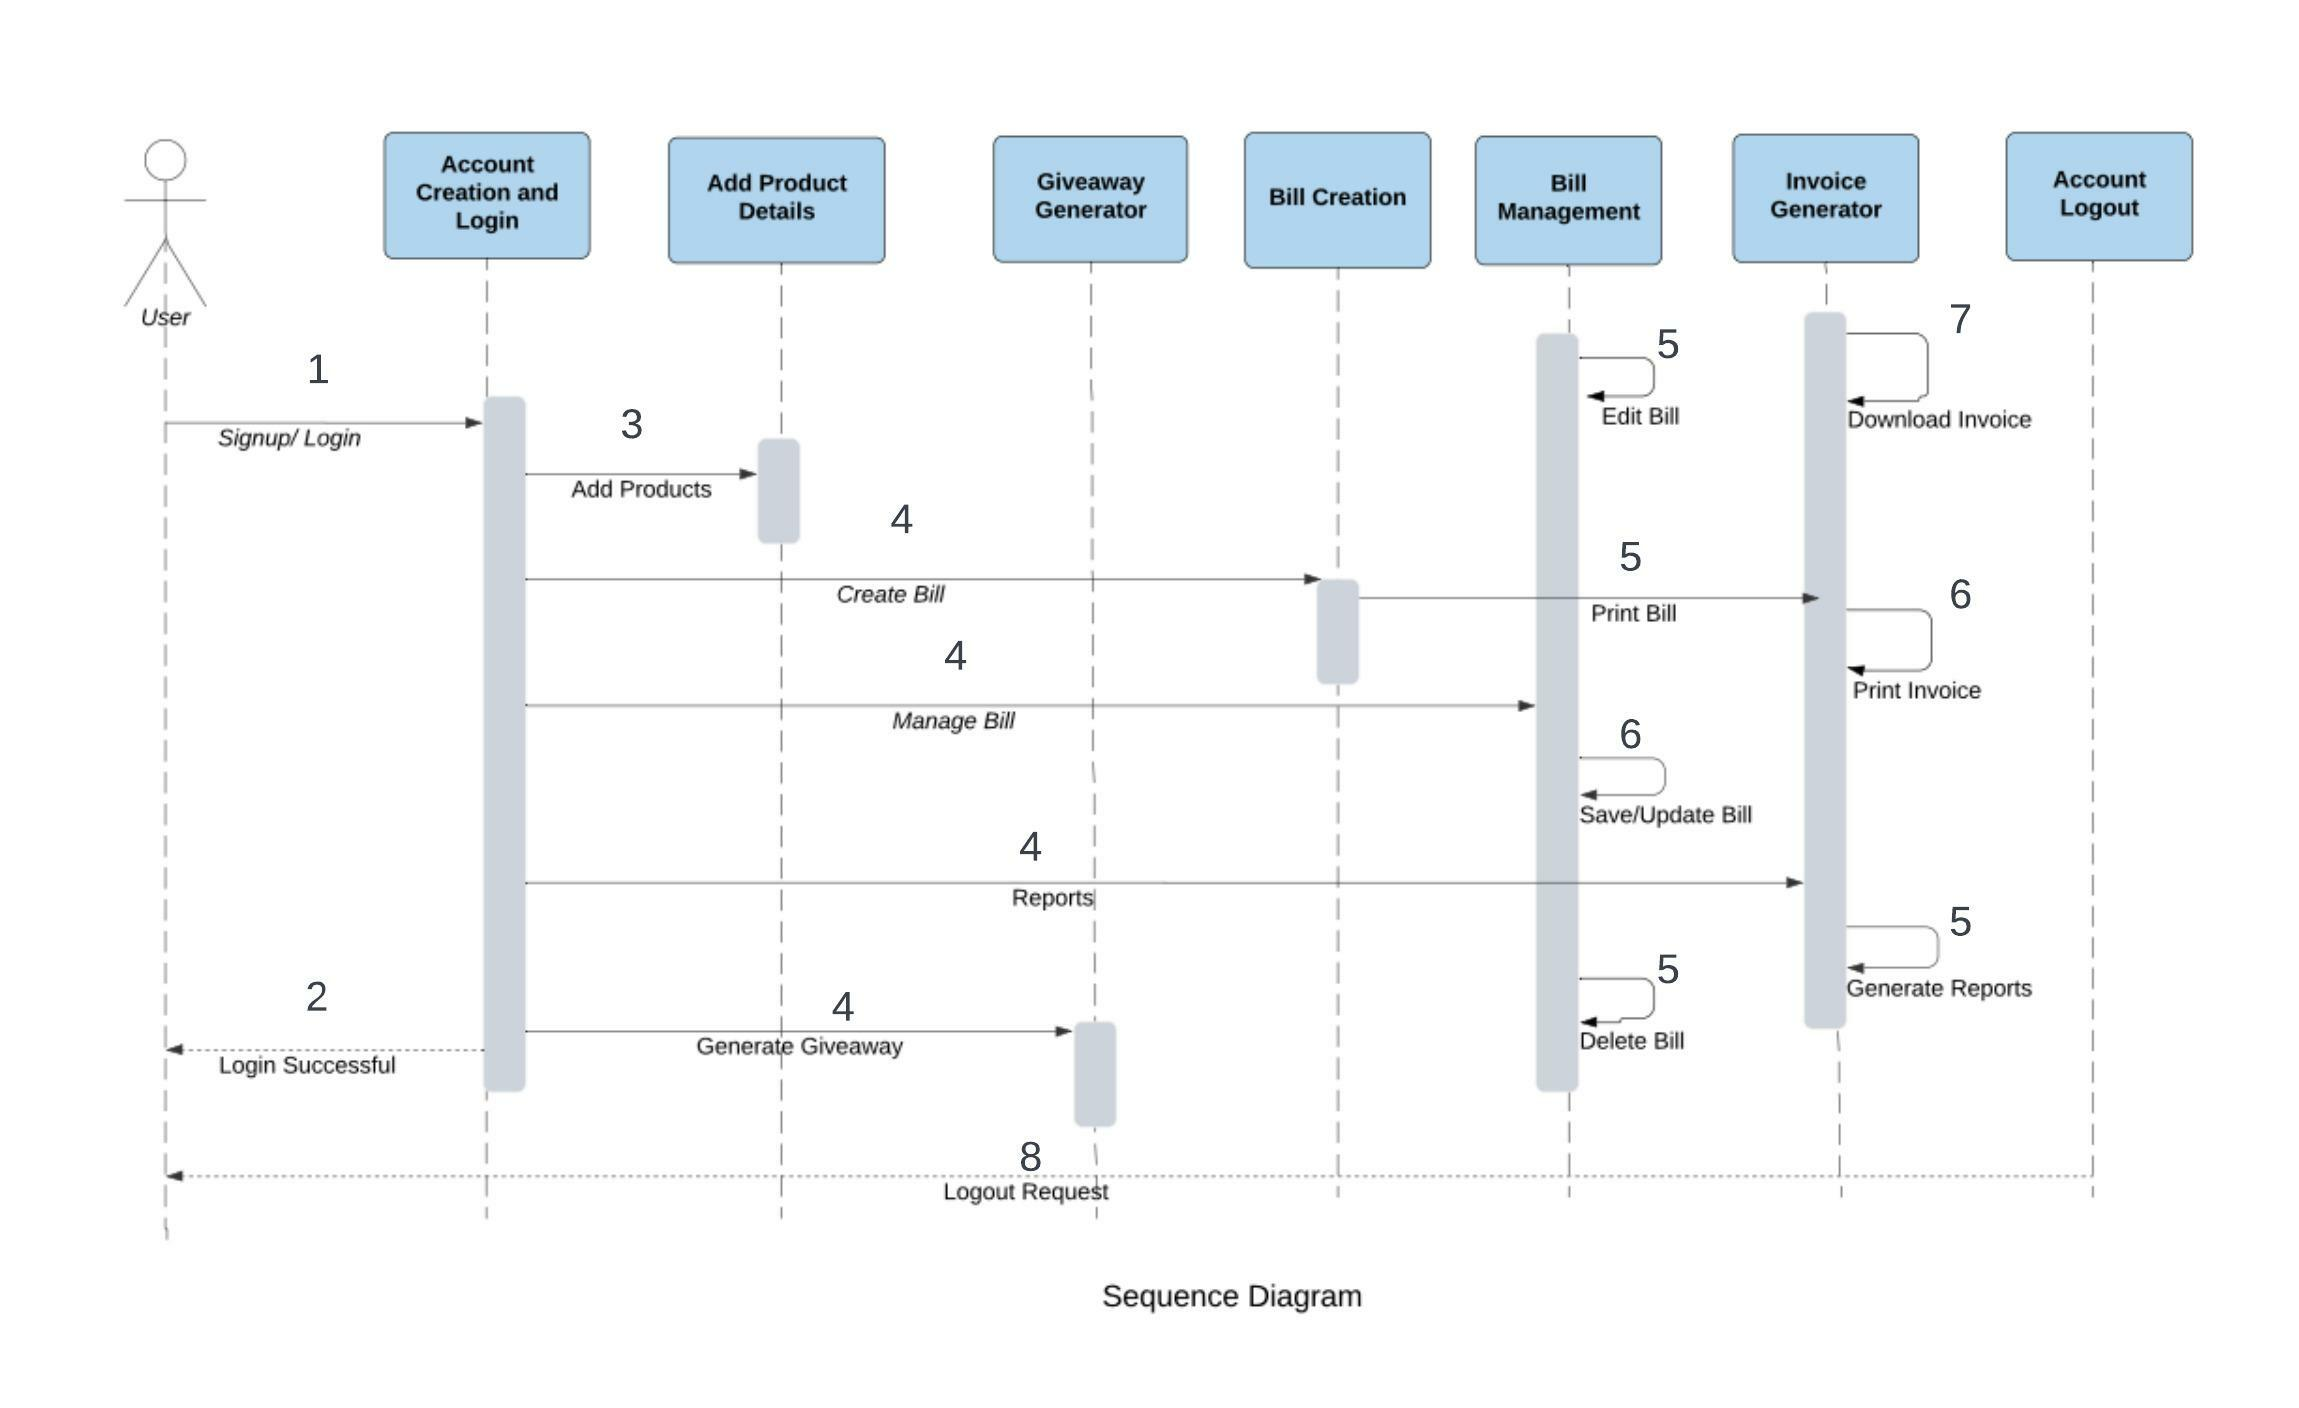 Account
Creation and
Login
Add Product
Details
Giveaway
Generator
Bill Creation
Bill
Management
Invoice
Generator
Account
Logout
User
1
Signup/ Login
3
Add Products
4
Create Bill
4
Manage Bill
4
Reports
4
Generate Giveaway
2
Login Successful
8
Logout Request
5
Edit Bill
5
Print Bill
6
Save/Update Bill
5
Delete Bill
7
Download Invoice
6
Print Invoice
5
Generate Reports
Sequence Diagram